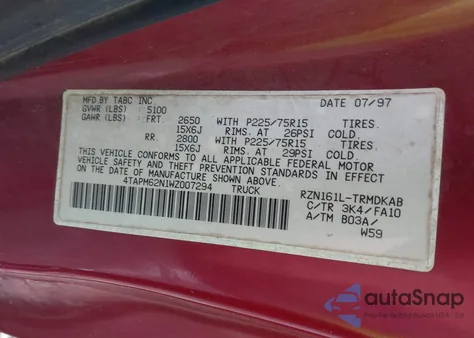 MFD BY TABC INC DATE 07/97
GVWR (LBS) 5100
GAWR (LBS) FRT. 2650 WITH P225/75R15 TIRES.
15X6J RIMS. AT 26PSI COLD.
RR. 2800 WITH P225/75R15 TIRES.
15X6J RIMS. AT 29PSI COLD.
THIS VEHICLE CONFORMS TO ALL APPLICABLE FEDERAL MOTOR
VEHICLE SAFETY AND THEFT PREVENTION STANDARDS IN EFFECT
ON THE DATE OF MANUFACTURE SHOWN ABOVE.
4TAPM62N1WZ007294 TRUCK RZN161L-TRMDKAB
C/TR 3K4/FA10
A/TM B03A/
W59
autoSnap